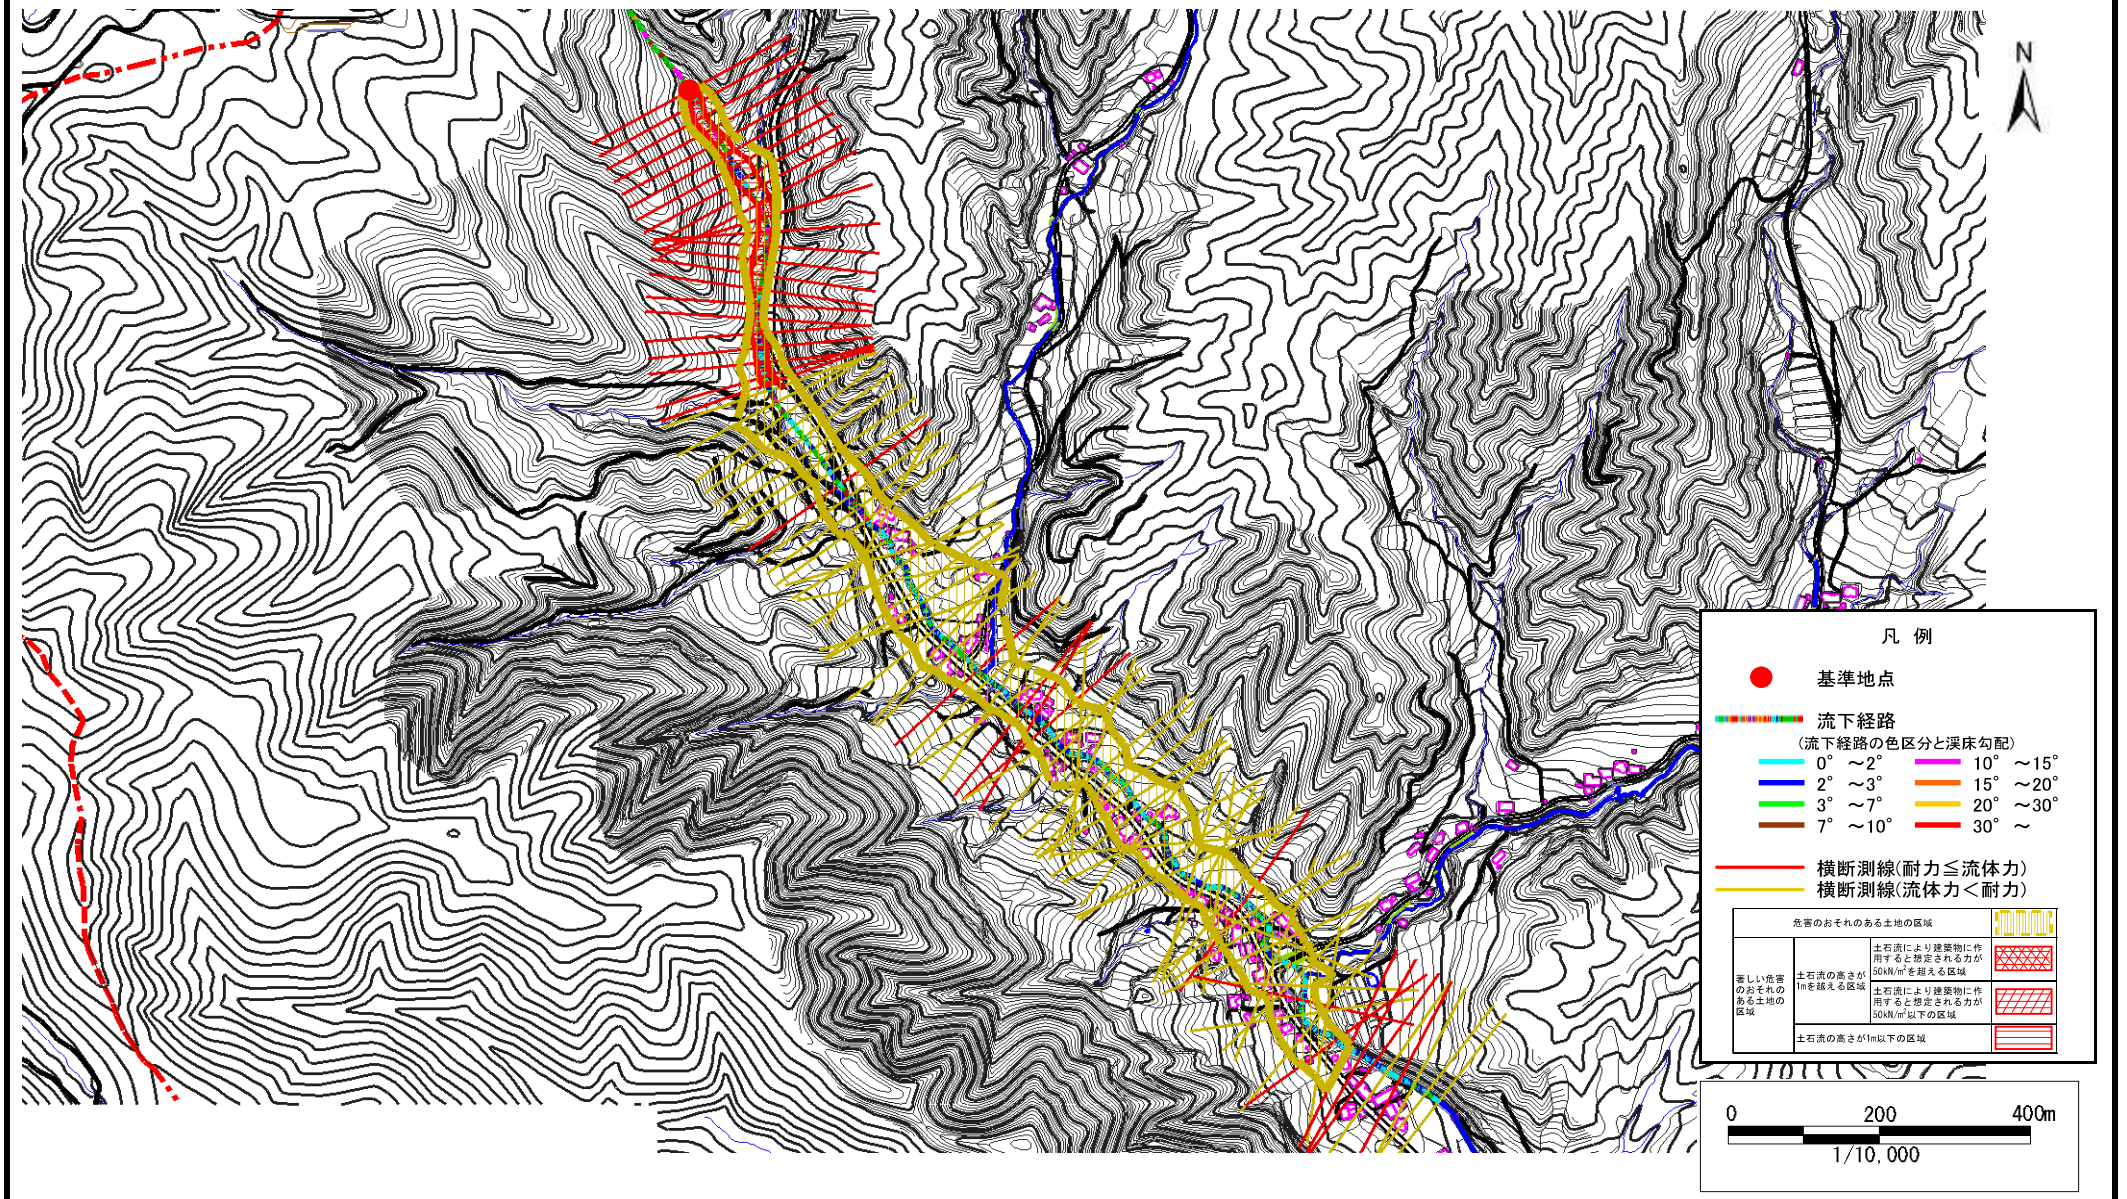 N
凡 例
基準地点
流下経路
(流下経路の色区分と渓床勾配)
0° ～2° 10° ～15°
2° ～3° 15° ～20°
3° ～7° 20° ～30°
7° ～10° 30° ～
横断測線(耐力≦流体力)
横断測線(流体力＜耐力)
危害のおそれのある土地の区域
著しい危害
のおそれの
ある土地の
区域
土石流の高さが
1mを越える区域
土石流により建築物に作
用すると想定される力が
50kN/m²を超える区域
土石流により建築物に作
用すると想定される力が
50kN/m²以下の区域
土石流の高さが1m以下の区域
0 200 400m
1/10,000